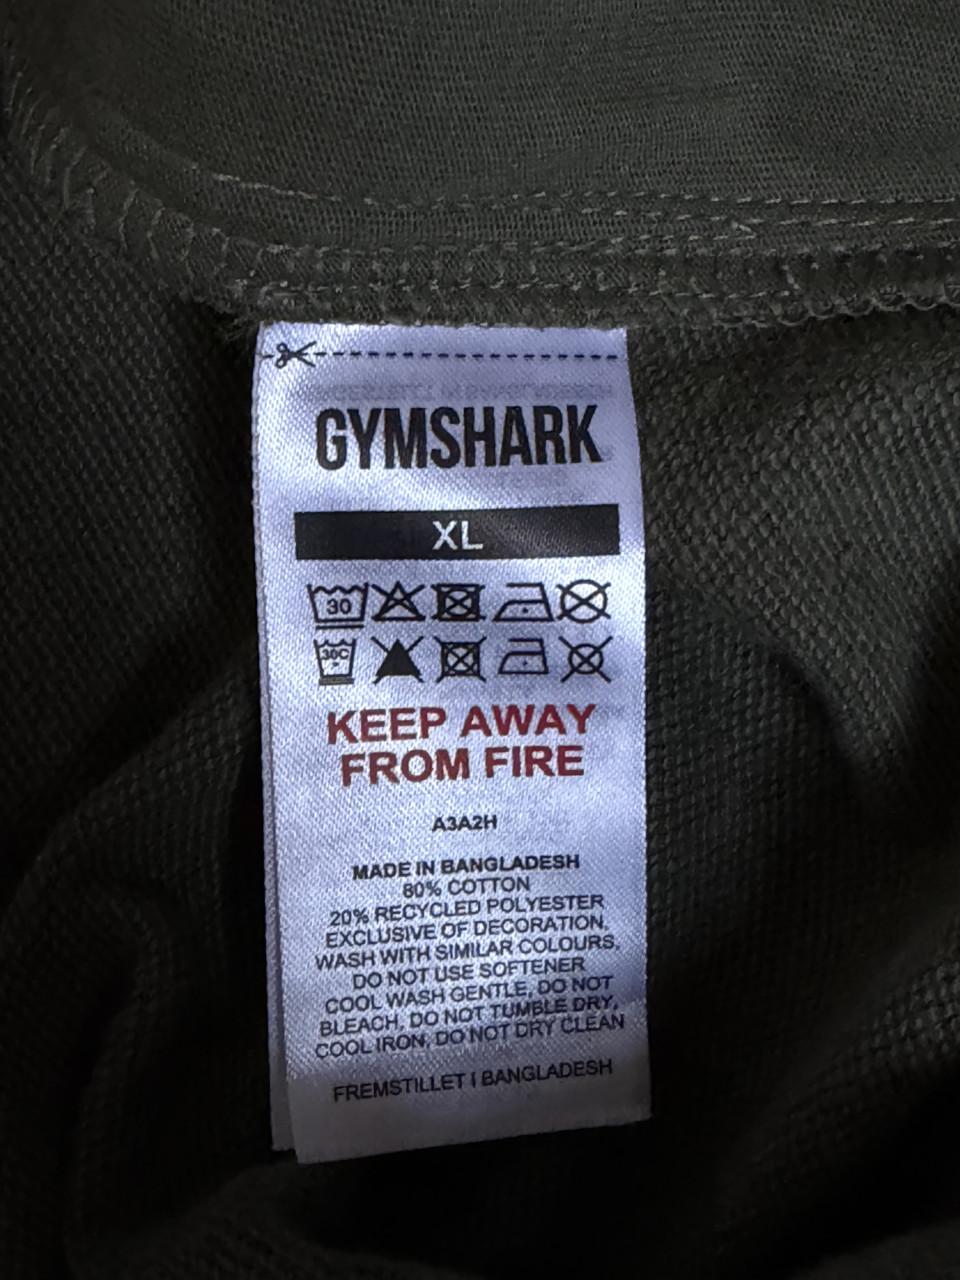 GYMSHARK
XL
30
30C
KEEP AWAY
FROM FIRE
A3A2H
MADE IN BANGLADESH
80% COTTON
20% RECYCLED POLYESTER
EXCLUSIVE OF DECORATION,
WASH WITH SIMILAR COLOURS,
DO NOT USE SOFTENER
COOL WASH GENTLE, DO NOT
BLEACH, DO NOT TUMBLE DRY,
COOL IRON, DO NOT DRY CLEAN
FREMSTILLET I BANGLADESH